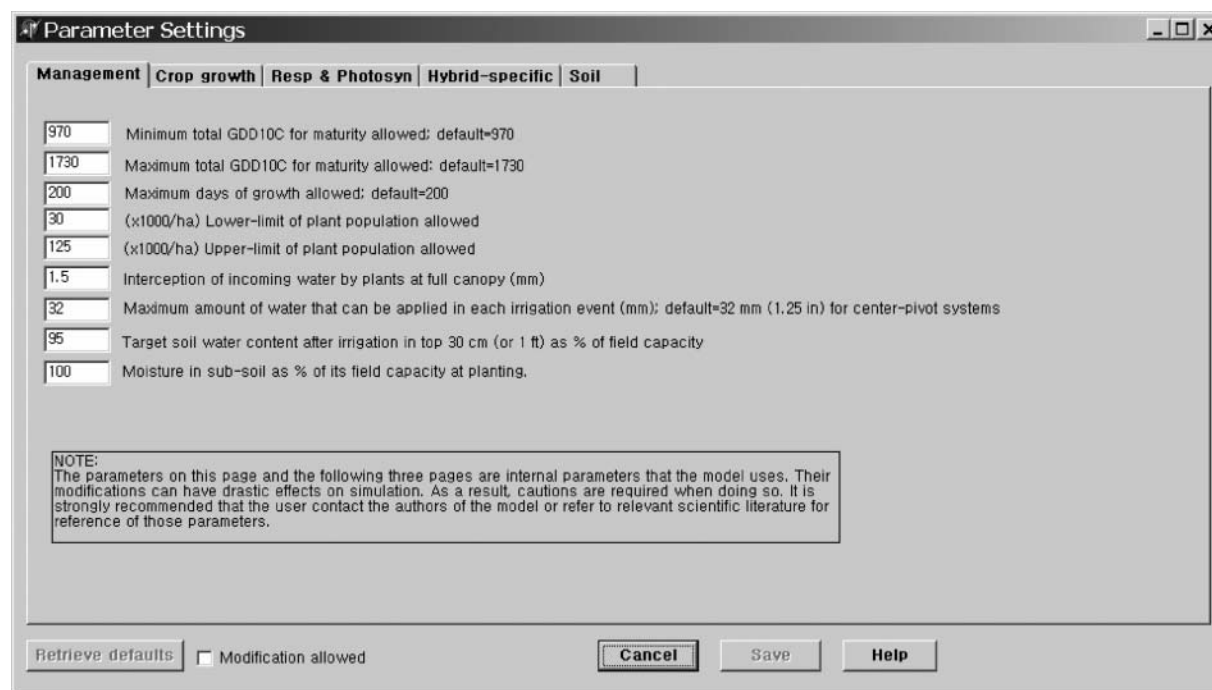 Parameter Settings
Management Crop growth Resp & Photosyn Hybrid-specific Soil
970 Minimum total GDD10C for maturity allowed; default=970
1730 Maximum total GDD10C for maturity allowed: default=1730
200 Maximum days of growth allowed; default=200
30 (x1000/ha) Lower-limit of plant population allowed
125 (x1000/ha) Upper-limit of plant population allowed
1.5 Interception of incoming water by plants at full canopy (mm)
32 Maximum amount of water that can be applied in each irrigation event (mm); default=32 mm (1.25 in) for center-pivot systems
95 Target soil water content after irrigation in top 30 cm (or 1 ft) as % of field capacity
100 Moisture in sub-soil as % of its field capacity at planting.
NOTE:
The parameters on this page and the following three pages are internal parameters that the model uses. Their
modifications can have drastic effects on simulation. As a result, cautions are required when doing so. It is
strongly recommended that the user contact the authors of the model or refer to relevant scientific literature for
reference of those parameters.
Retrieve defaults Modification allowed Cancel Save Help